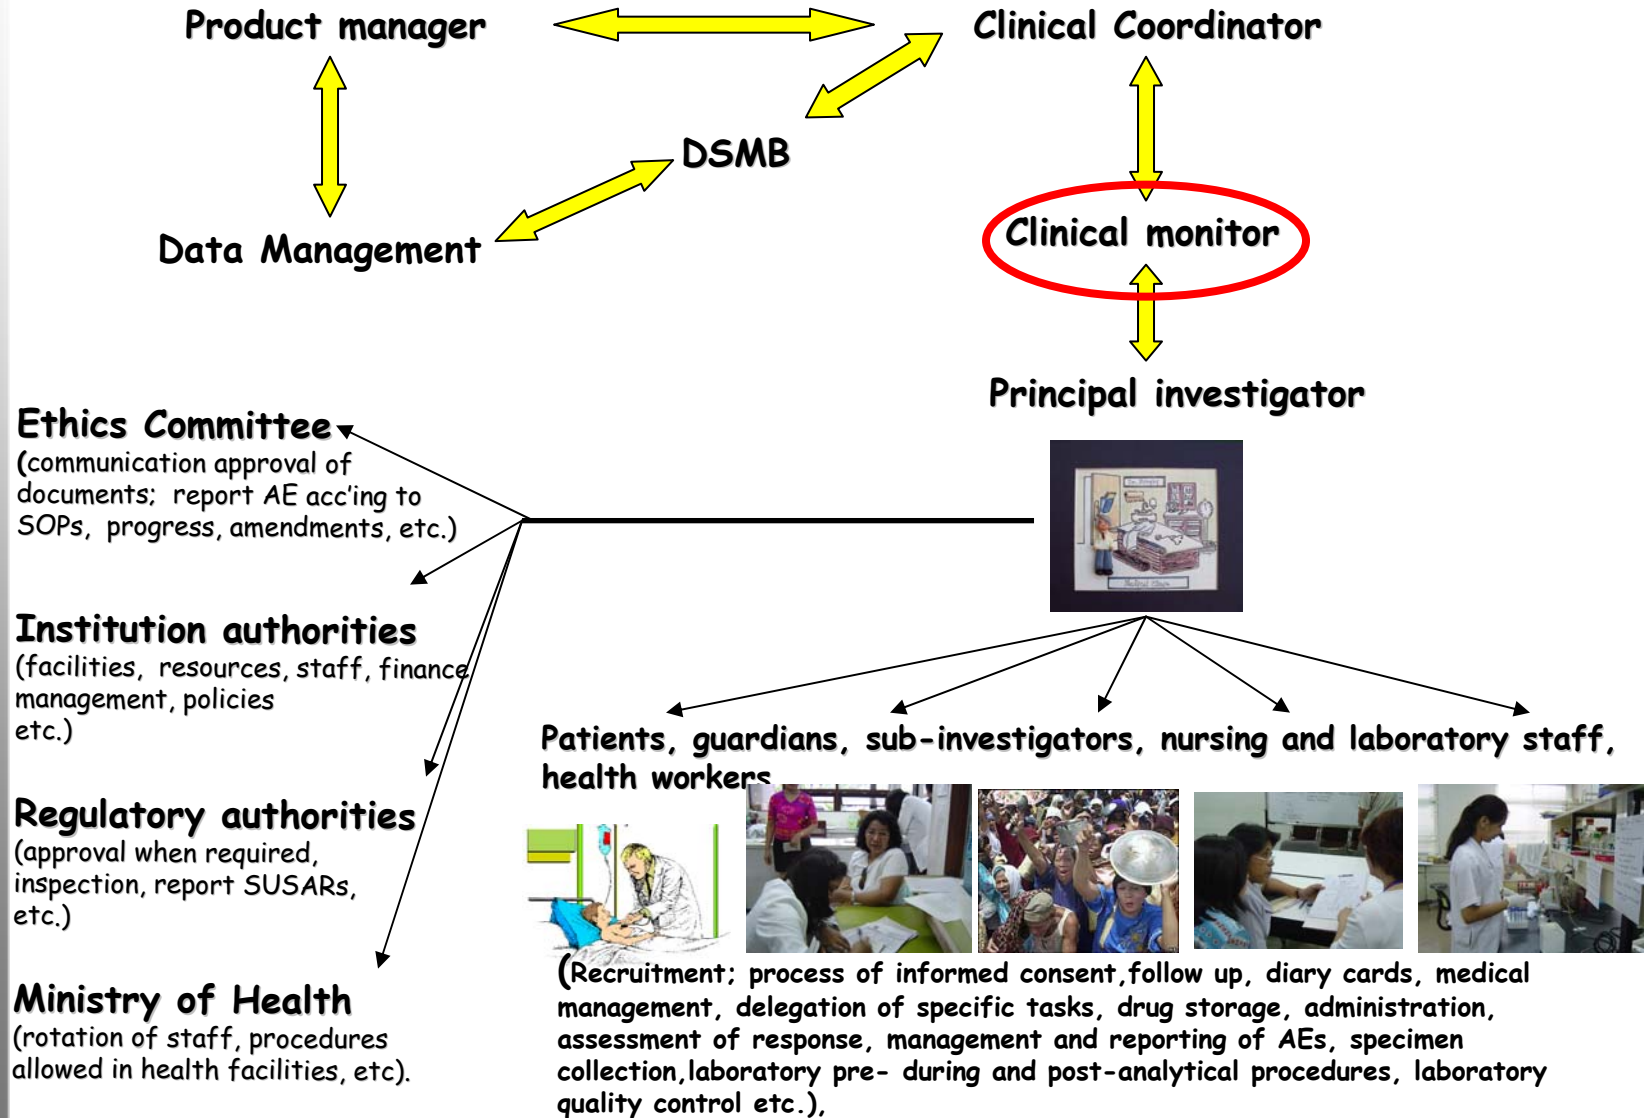 Product manager
Clinical Coordinator
DSMB
Clinical monitor
Data Management
Principal investigator
Ethics Committee
(communication approval of
documents;  report AE acc'ing to
SOPs,  progress, amendments, etc.)
Institution authorities
(facilities,  resources, staff, finance
management, policies
etc.)
Regulatory authorities
(approval when required,
inspection, report SUSARs,
etc.)
Ministry of Health
(rotation of staff, procedures
allowed in health facilities, etc).
Patients, guardians, sub-investigators, nursing and laboratory staff,
health workers
(Recruitment; process of informed consent,follow up, diary cards, medical
management, delegation of specific tasks, drug storage, administration,
assessment of response, management and reporting of AEs, specimen
collection,laboratory pre- during and post-analytical procedures, laboratory
quality control etc.),